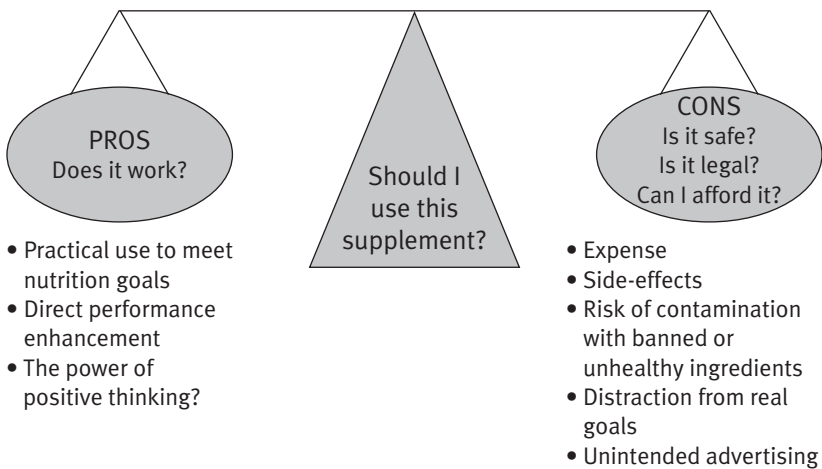 PROS
Does it work?
• Practical use to meet
nutrition goals
• Direct performance
enhancement
• The power of
positive thinking?
Should I
use this
supplement?
CONS
Is it safe?
Is it legal?
Can I afford it?
• Expense
• Side-effects
• Risk of contamination
with banned or
unhealthy ingredients
• Distraction from real
goals
• Unintended advertising